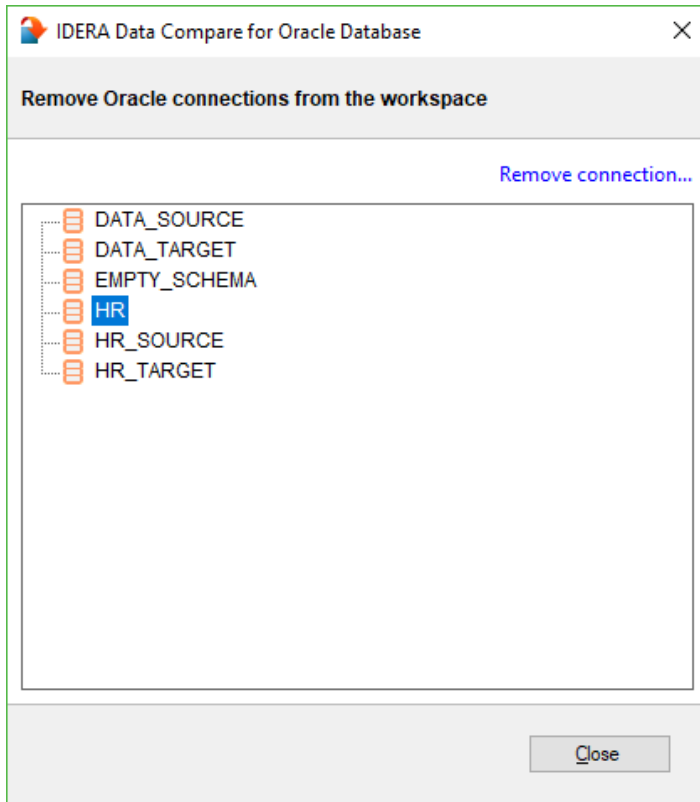 IDERA Data Compare for Oracle Database
Remove Oracle connections from the workspace
Remove connection...
DATA_SOURCE
DATA_TARGET
EMPTY_SCHEMA
HR
HR_SOURCE
HR_TARGET
Close